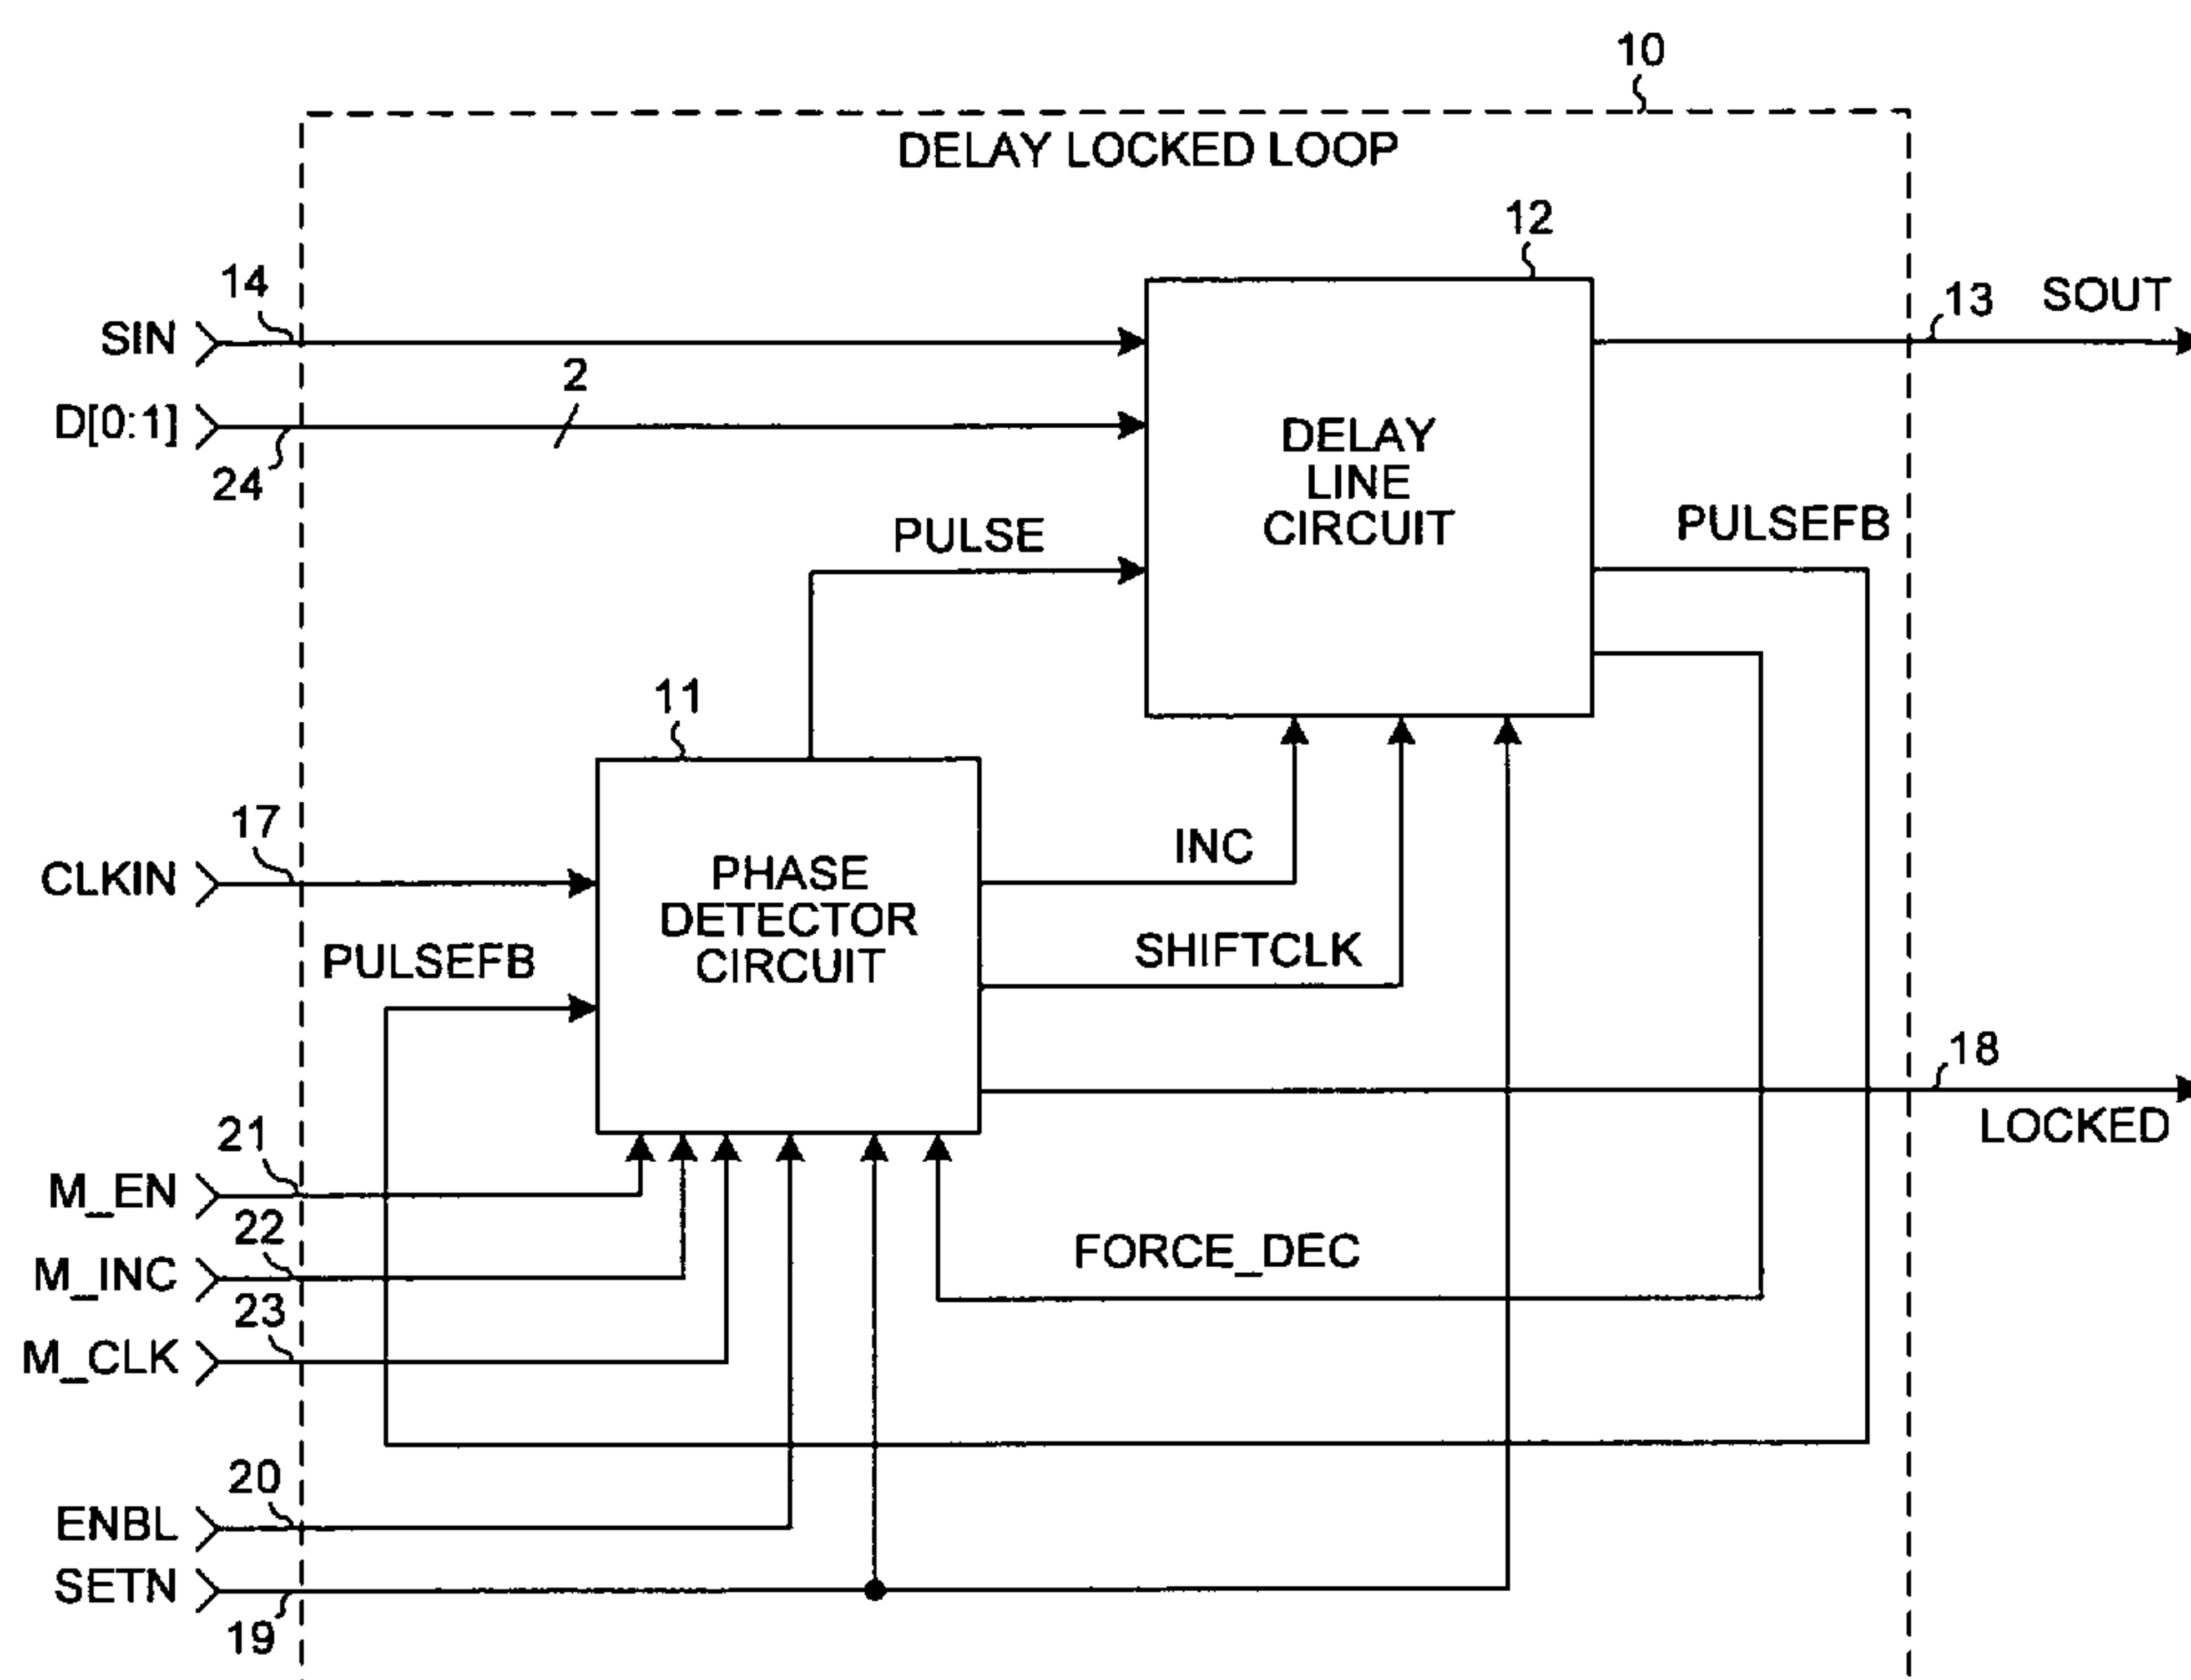 10
DELAY LOCKED LOOP
12
14
SIN
13
SOUT
2
D[0:1]
24
DELAY
LINE
CIRCUIT
PULSE
PULSEFB
11
17
CLKIN
PHASE
DETECTOR
CIRCUIT
INC
PULSEFB
SHIFTCLK
18
LOCKED
21
M_EN
22
M_INC
FORCE_DEC
23
M_CLK
20
ENBL
SETN
19